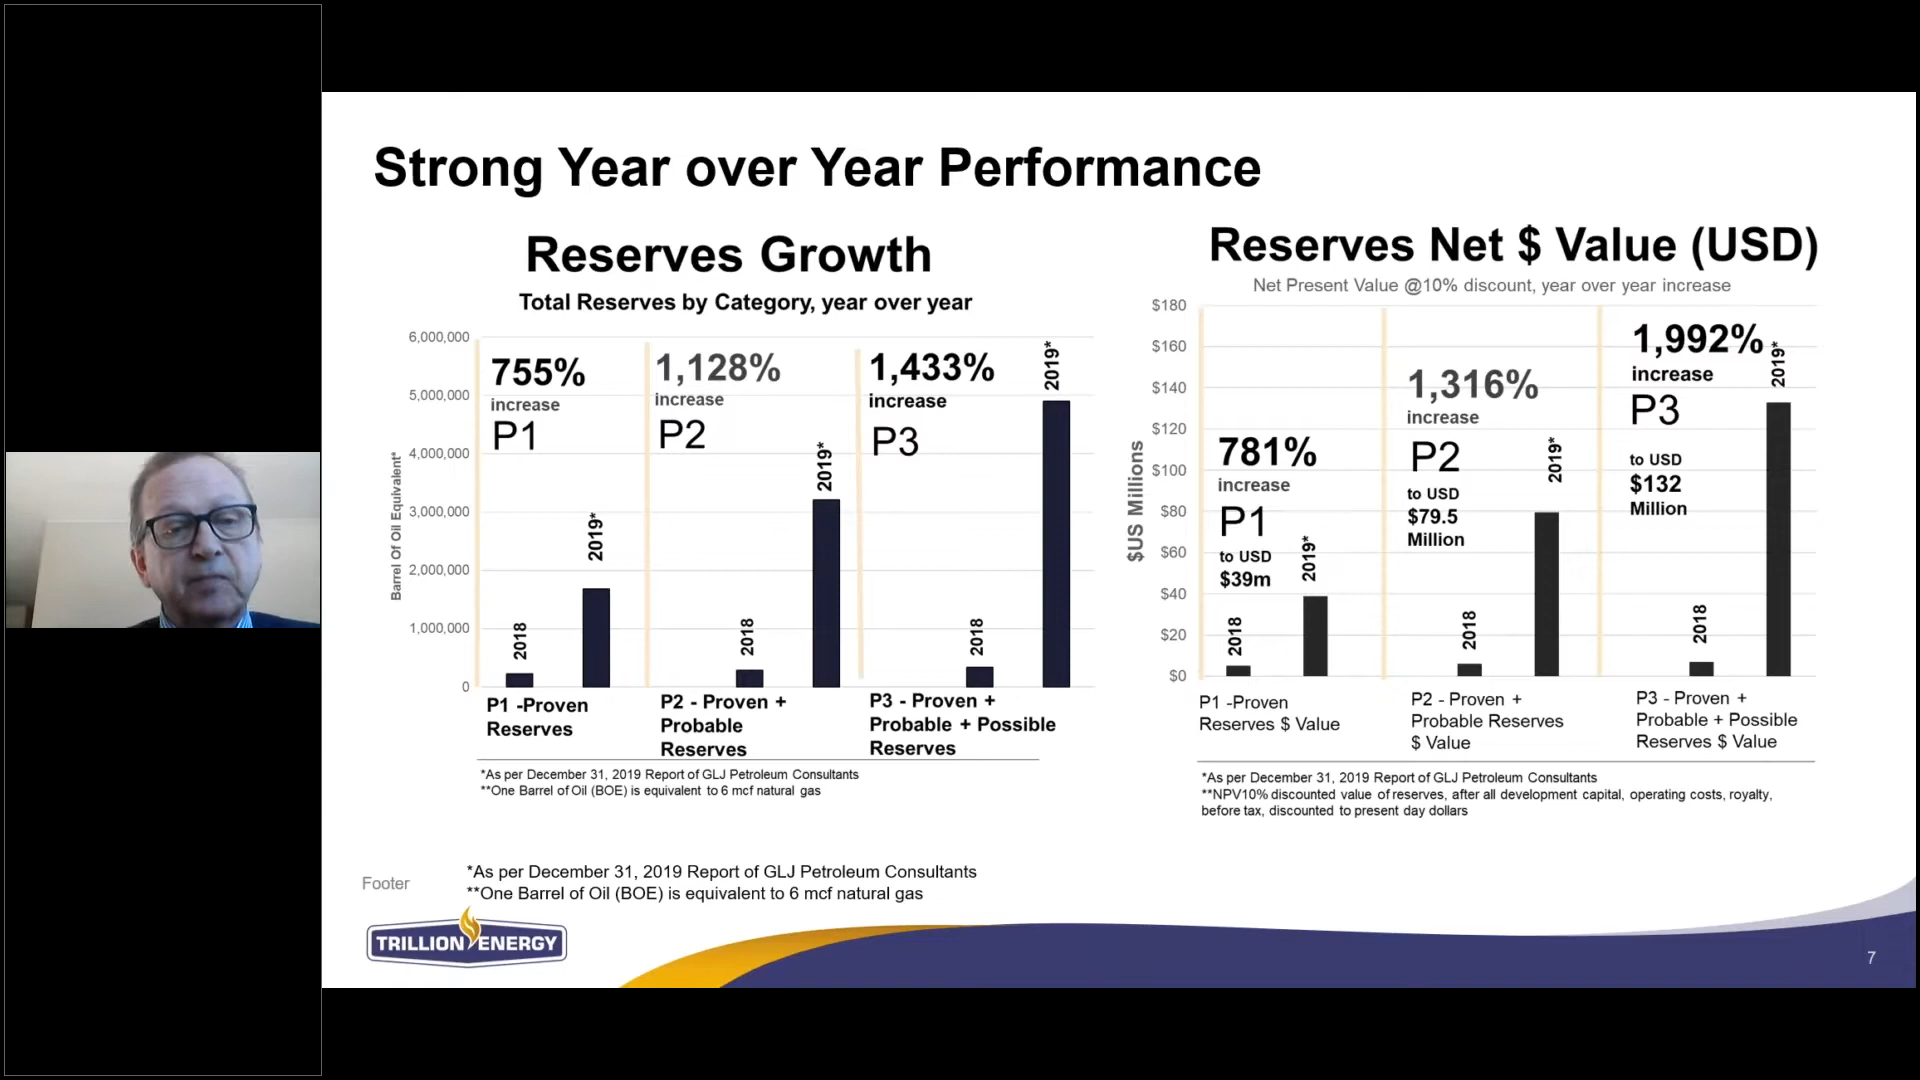 Strong Year over Year Performance
Reserves Growth
Total Reserves by Category, year over year
Barrel Of Oil Equivalent*
6,000,000
5,000,000
4,000,000
3,000,000
2,000,000
1,000,000
0
755%
increase
P1
2018
2019*
1,128%
increase
P2
2018
2019*
1,433%
increase
P3
2018
2019*
P1 -Proven
Reserves
P2 - Proven +
Probable
Reserves
P3 - Proven +
Probable + Possible
Reserves
*As per December 31, 2019 Report of GLJ Petroleum Consultants
**One Barrel of Oil (BOE) is equivalent to 6 mcf natural gas
Reserves Net $ Value (USD)
Net Present Value @10% discount, year over year increase
$US Millions
$180
$160
$140
$120
$100
$80
$60
$40
$20
$0
781%
increase
P1
to USD
$39m
2018
2019*
1,316%
increase
P2
to USD
$79.5
Million
2018
2019*
1,992%
increase
P3
to USD
$132
Million
2018
2019*
P1 -Proven
Reserves $ Value
P2 - Proven +
Probable Reserves
$ Value
P3 - Proven +
Probable + Possible
Reserves $ Value
*As per December 31, 2019 Report of GLJ Petroleum Consultants
**NPV10% discounted value of reserves, after all development capital, operating costs, royalty,
before tax, discounted to present day dollars
Footer
*As per December 31, 2019 Report of GLJ Petroleum Consultants
**One Barrel of Oil (BOE) is equivalent to 6 mcf natural gas
TRILLION ENERGY
7